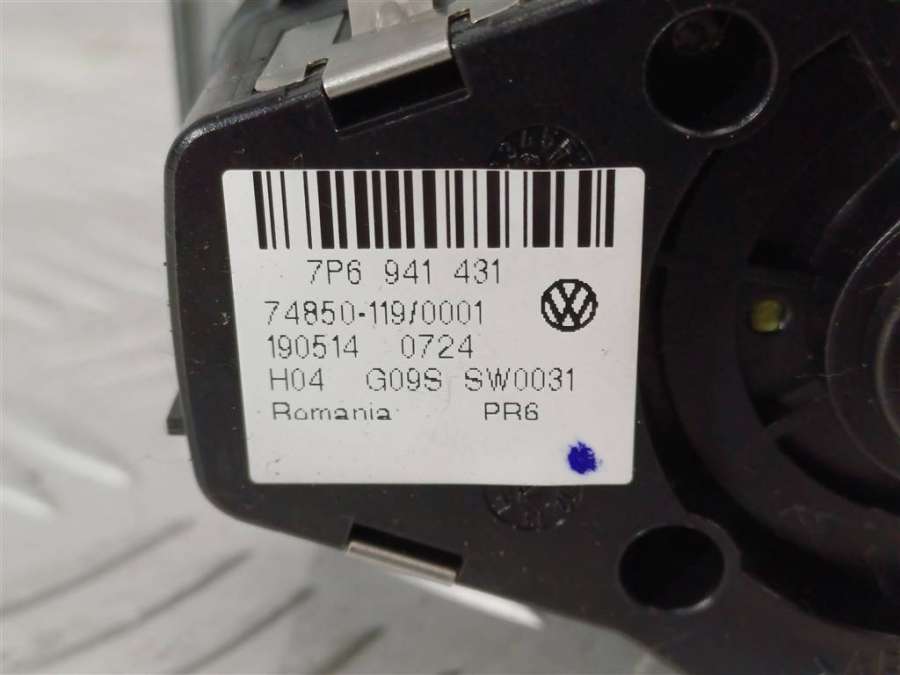 7P6 941 431
74850-119/0001
190514 0724
H04 G09S SW0031
Romania PR6